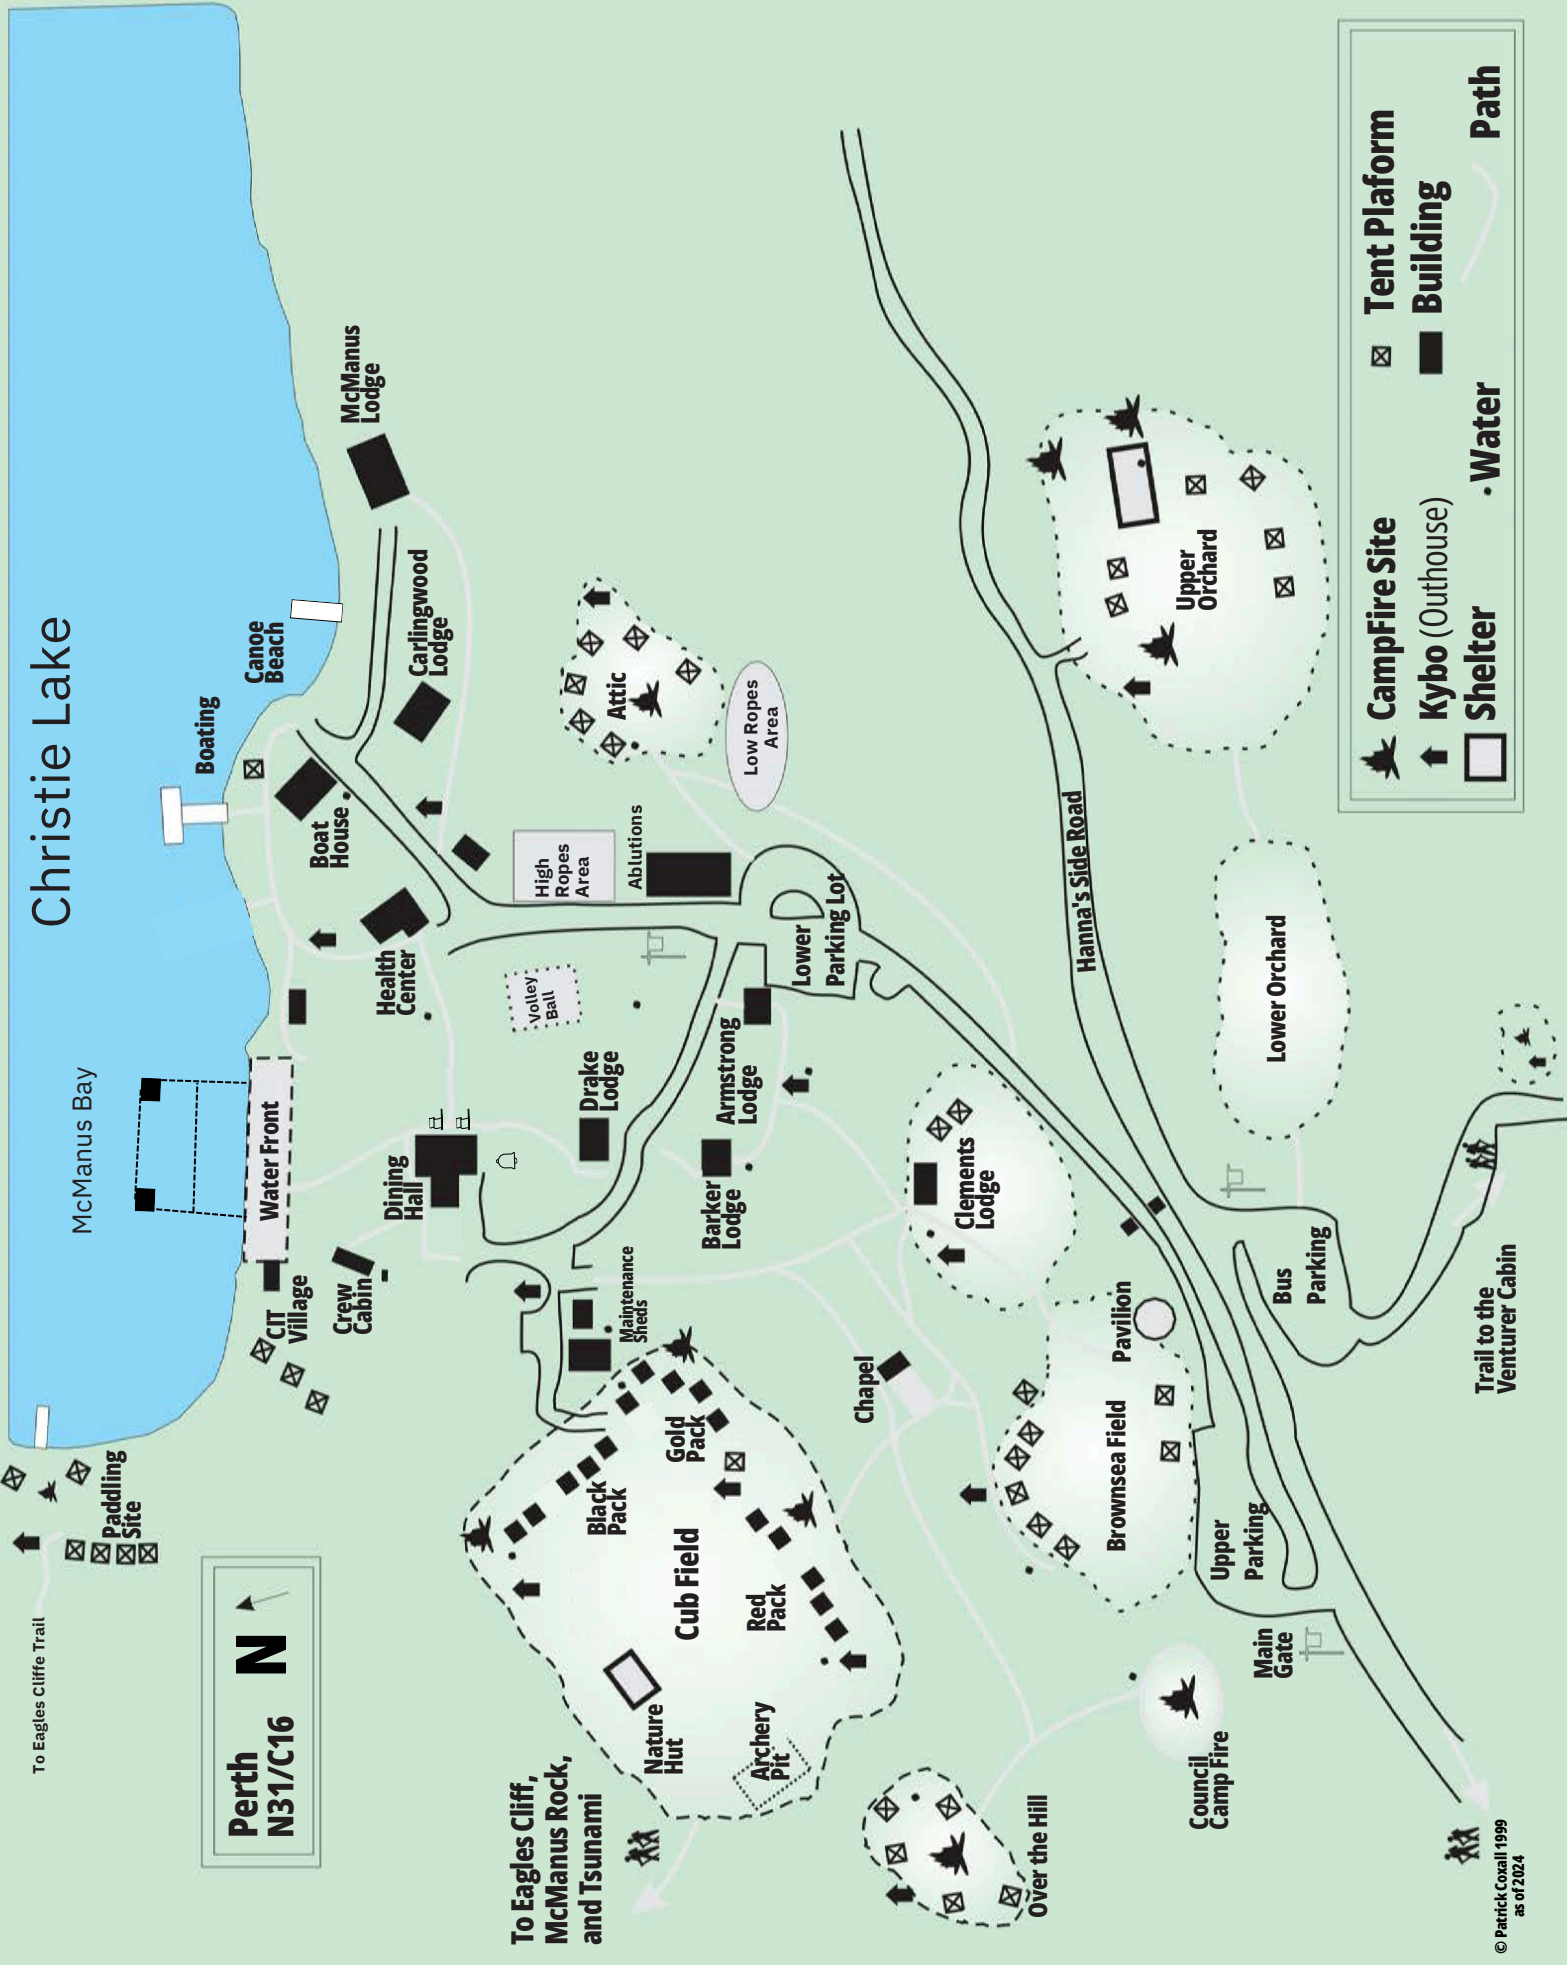 Christie Lake
McManus Bay
To Eagles Cliffe Trail
Paddling
Site
Perth
N31/C16
N
CIT
Village
Water Front
Crew
Cabin
Dining
Hall
Health
Center
Boat
House
Boating
Canoe
Beach
McManus
Lodge
Carlingwood
Lodge
High
Ropes
Area
Ablutions
Attic
Low Ropes
Area
Volley
Ball
Lower
Parking Lot
Drake
Lodge
Armstrong
Lodge
Barker
Lodge
Maintenance
Sheds
Gold
Pack
Black
Pack
Cub Field
Red
Pack
Nature
Hut
Archery
Pit
To Eagles Cliff,
McManus Rock,
and Tsunami
Chapel
Clements
Lodge
Pavilion
Brownsea Field
Upper
Parking
Main
Gate
Council
Camp Fire
Over the Hill
Hanna's Side Road
Upper
Orchard
Lower Orchard
Bus
Parking
Trail to the
Venturer Cabin
CampFire Site
Kybo (Outhouse)
Shelter
Water
Tent Plaform
Building
Path
© Patrick Coxall 1999
as of 2024